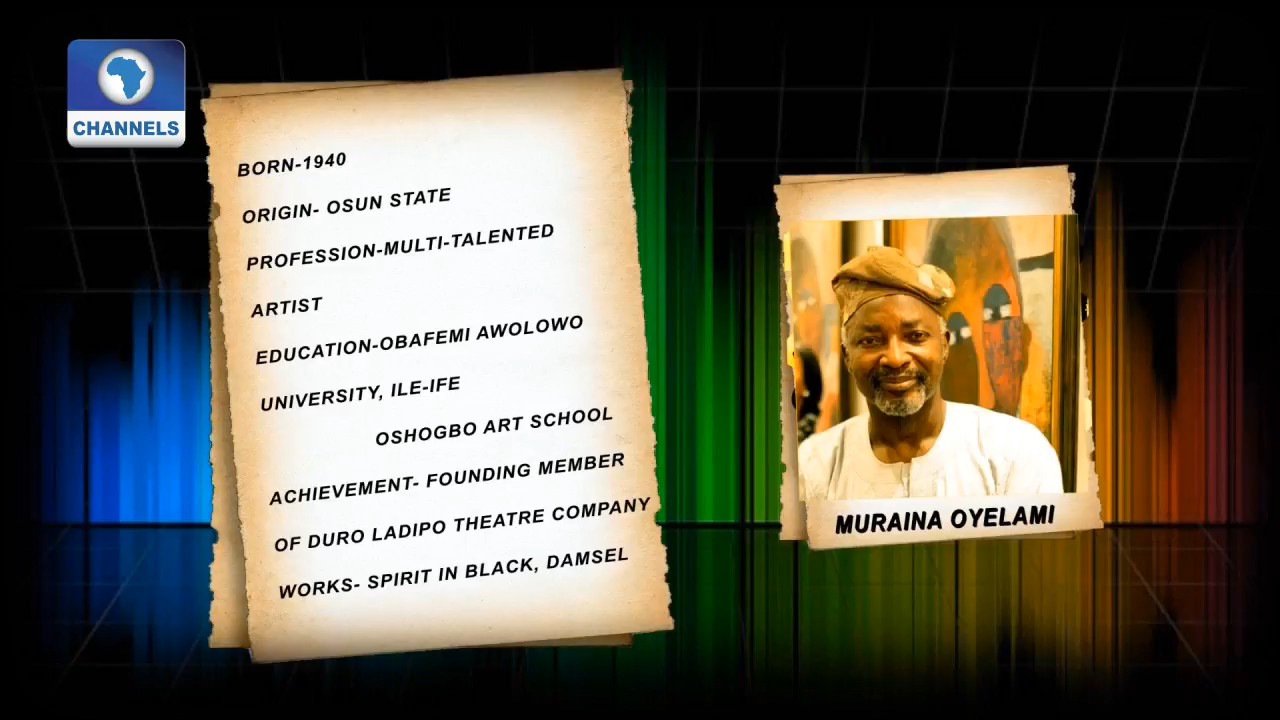 CHANNELS
BORN-1940
ORIGIN- OSUN STATE
PROFESSION-MULTI-TALENTED
ARTIST
EDUCATION-OBAFEMI AWOLOWO
UNIVERSITY, ILE-IFE
OSHOGBO ART SCHOOL
ACHIEVEMENT- FOUNDING MEMBER
OF DURO LADIPO THEATRE COMPANY
WORKS- SPIRIT IN BLACK, DAMSEL
MURAINA OYELAMI